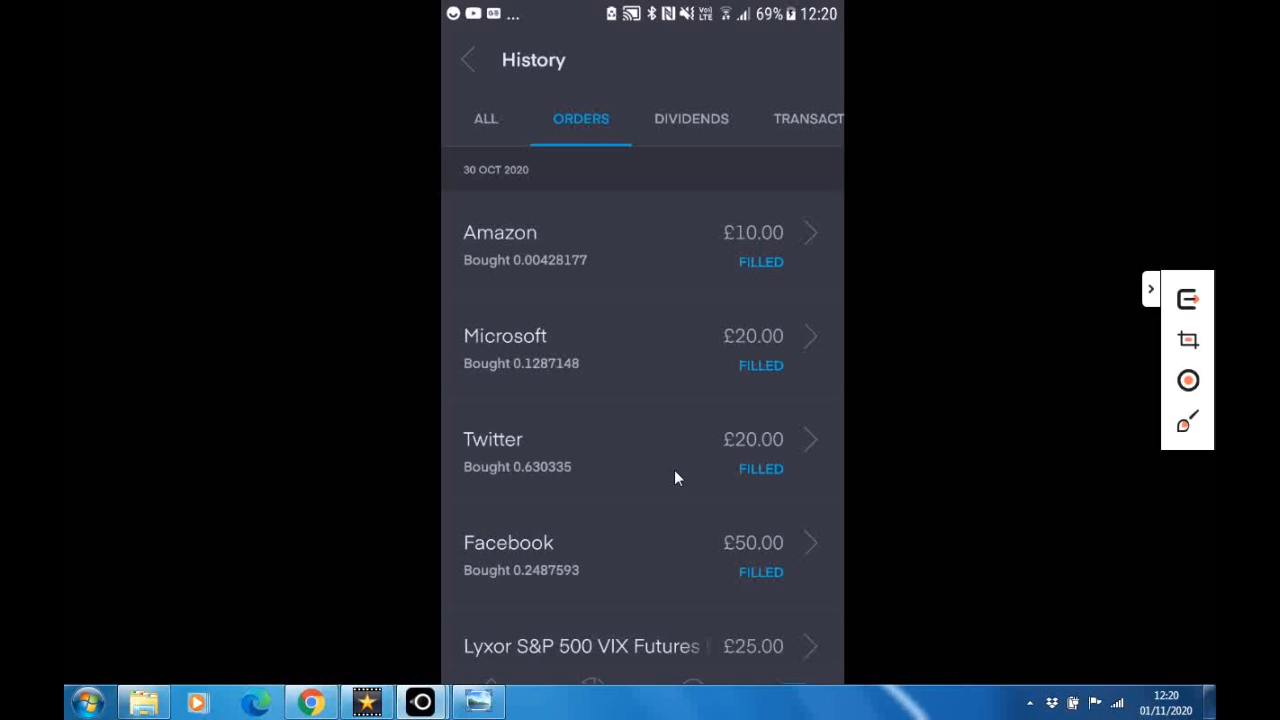 ... 69% 12:20
History
ALL ORDERS DIVIDENDS TRANSACT
30 OCT 2020
Amazon £10.00
Bought 0.00428177 FILLED
Microsoft £20.00
Bought 0.1287148 FILLED
Twitter £20.00
Bought 0.630335 FILLED
Facebook £50.00
Bought 0.2487593 FILLED
Lyxor S&P 500 VIX Futures £25.00
12:20
01/11/2020